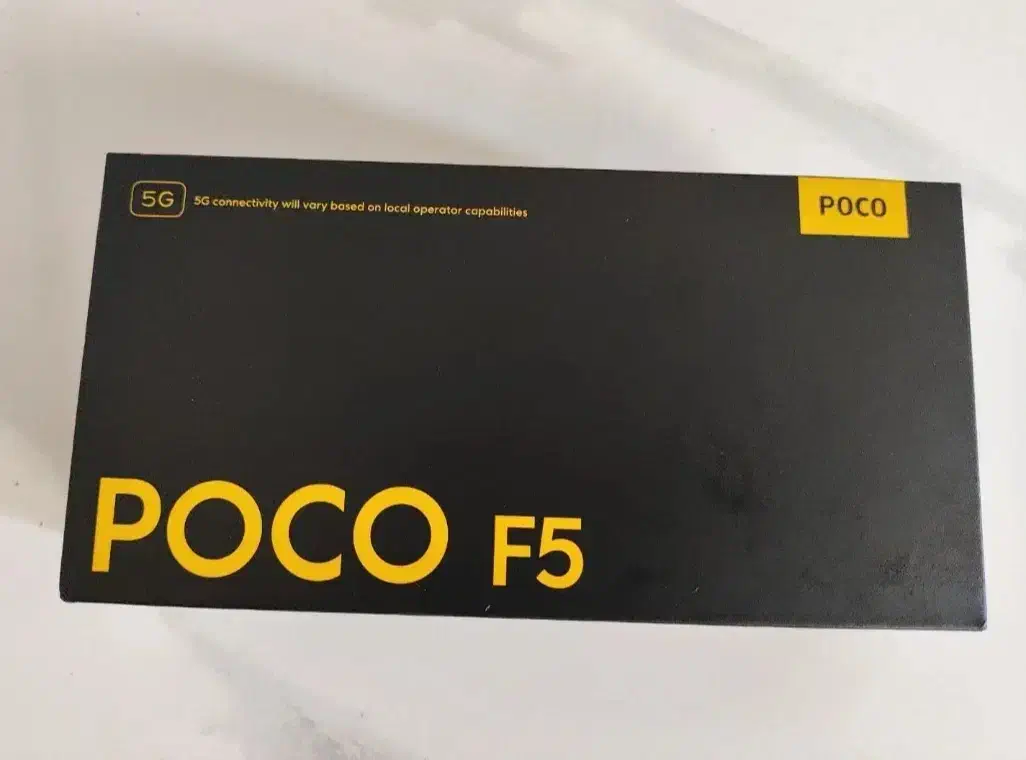 5G 5G connectivity will vary based on local operator capabilities
POCO
POCO F5